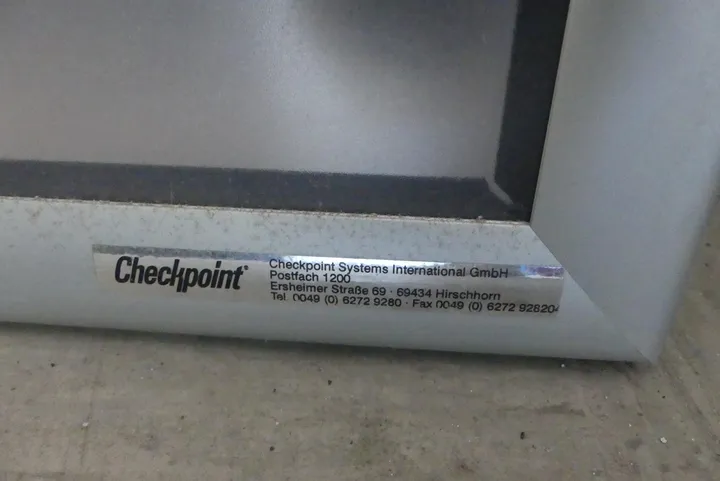 Checkpoint
Checkpoint Systems International GmbH
Postfach 1200
Ersheimer Straße 69 · 69434 Hirschhorn
Tel. 0049 (0) 6272 9280 · Fax 0049 (0) 6272 928204